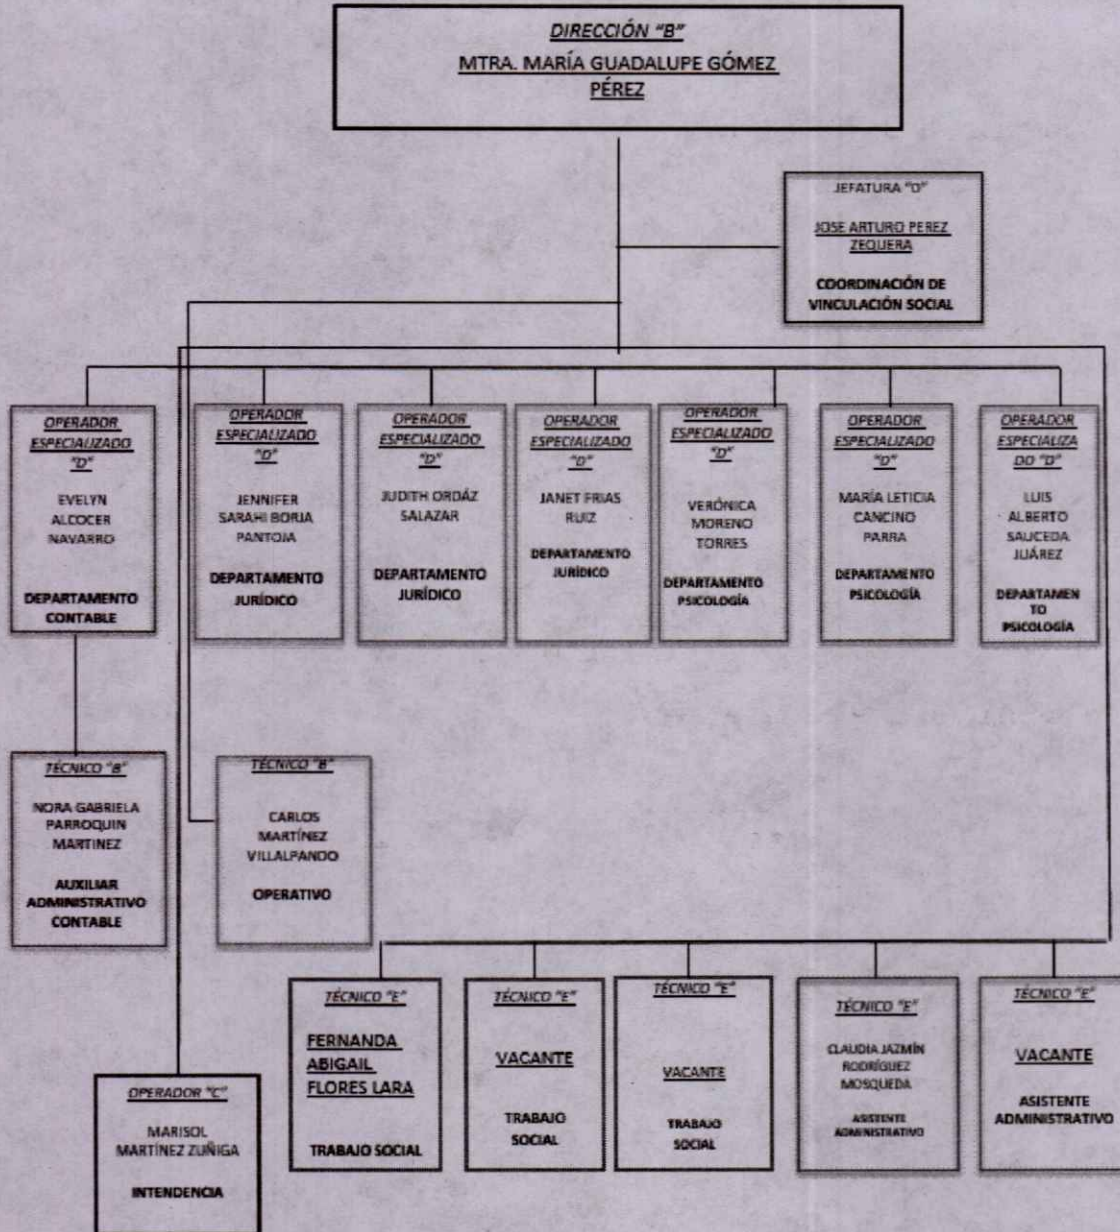 DIRECCIÓN "B"
MTRA. MARÍA GUADALUPE GÓMEZ
PÉREZ
JEFATURA "D"
JOSE ARTURO PEREZ
ZEQUERA
COORDINACIÓN DE
VINCULACIÓN SOCIAL
OPERADOR
ESPECIALIZADO
"D"
EVELYN
ALCOCER
NAVARRO
DEPARTAMENTO
CONTABLE
OPERADOR
ESPECIALIZADO
"D"
JENNIFER
SARAHI BORJA
PANTOJA
DEPARTAMENTO
JURÍDICO
OPERADOR
ESPECIALIZADO
"D"
JUDITH ORDÁZ
SALAZAR
DEPARTAMENTO
JURÍDICO
OPERADOR
ESPECIALIZADO
"D"
JANET FRIAS
RUIZ
DEPARTAMENTO
JURÍDICO
OPERADOR
ESPECIALIZADO
"D"
VERÓNICA
MORENO
TORRES
DEPARTAMENTO
PSICOLOGÍA
OPERADOR
ESPECIALIZADO
"D"
MARÍA LETICIA
CANCINO
PARRA
DEPARTAMENTO
PSICOLOGÍA
OPERADOR
ESPECIALIZA
DO "D"
LUIS
ALBERTO
SAUCEDA
JUÁREZ
DEPARTAMEN
TO
PSICOLOGÍA
TÉCNICO "B"
NORA GABRIELA
PARROQUIN
MARTINEZ
AUXILIAR
ADMINISTRATIVO
CONTABLE
TÉCNICO "B"
CARLOS
MARTÍNEZ
VILLALPANDO
OPERATIVO
TÉCNICO "E"
FERNANDA
ABIGAIL
FLORES LARA
TRABAJO SOCIAL
TÉCNICO "E"
VACANTE
TRABAJO
SOCIAL
TÉCNICO "E"
VACANTE
TRABAJO
SOCIAL
TÉCNICO "E"
CLAUDIA JAZMÍN
RODRÍGUEZ
MOSQUEDA
ASISTENTE
ADMINISTRATIVO
TÉCNICO "E"
VACANTE
ASISTENTE
ADMINISTRATIVO
OPERADOR "C"
MARISOL
MARTÍNEZ ZUÑIGA
INTENDENCIA